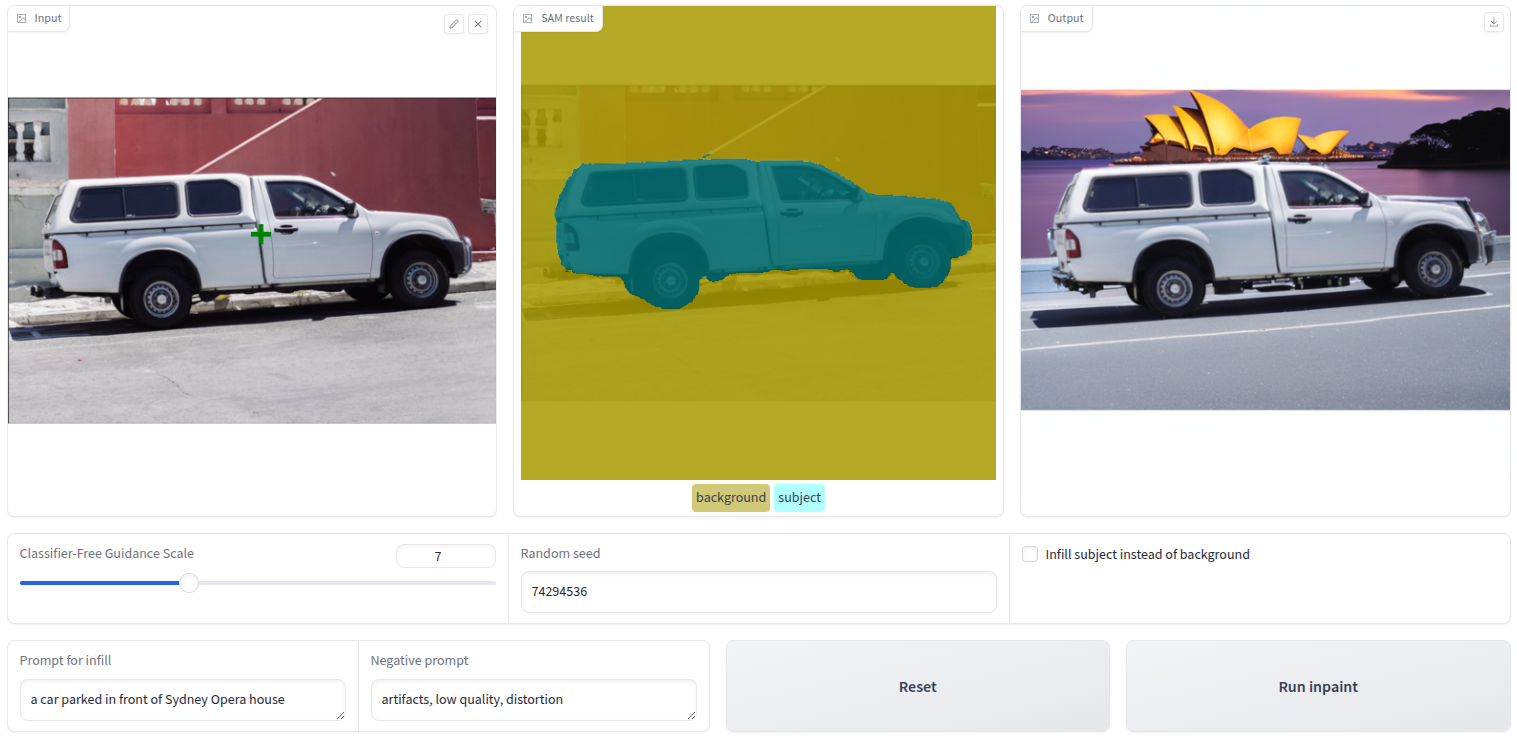 Input
SAM result
Output
background subject
Classifier-Free Guidance Scale
7
Random seed
74294536
Infill subject instead of background
Prompt for infill
a car parked in front of Sydney Opera house
Negative prompt
artifacts, low quality, distortion
Reset
Run inpaint